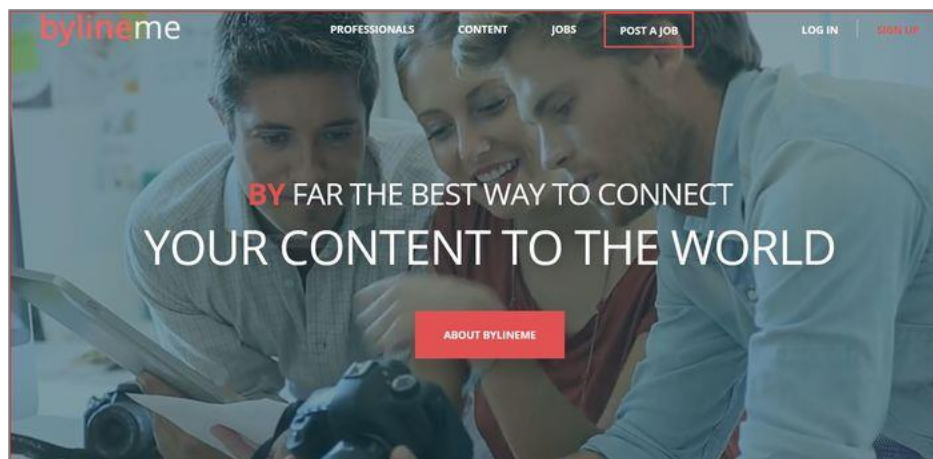 bylineme
PROFESSIONALS CONTENT JOBS POST A JOB LOG IN SIGN UP
BY FAR THE BEST WAY TO CONNECT
YOUR CONTENT TO THE WORLD
ABOUT BYLINEME